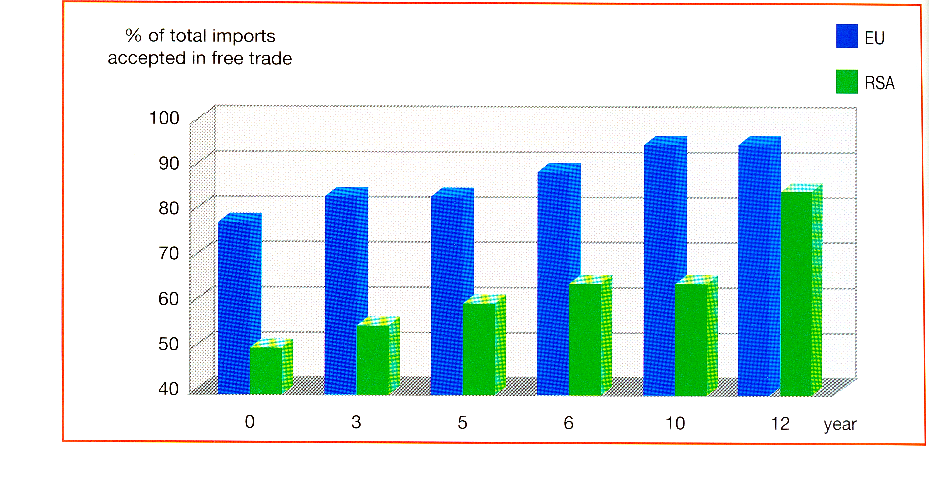 % of total imports
accepted in free trade
EU
RSA
100
90
80
70
60
50
40
0 3 5 6 10 12 year